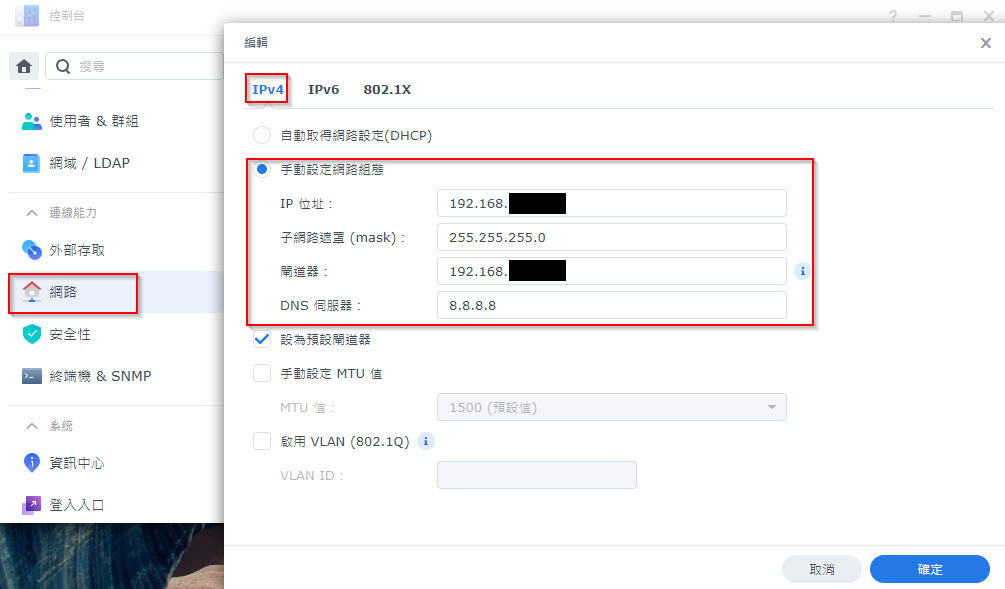 控制台
搜尋
使用者 & 群組
網域 / LDAP
連線能力
外部存取
網路
安全性
終端機 & SNMP
系統
資訊中心
登入入口
編輯
IPv4 IPv6 802.1X
自動取得網路設定(DHCP)
手動設定網路組態
IP 位址： 192.168.
子網路遮罩 (mask)： 255.255.255.0
閘道器： 192.168.
DNS 伺服器： 8.8.8.8
設為預設閘道器
手動設定 MTU 值
MTU 值： 1500 (預設值)
啟用 VLAN (802.1Q)
VLAN ID：
取消 確定